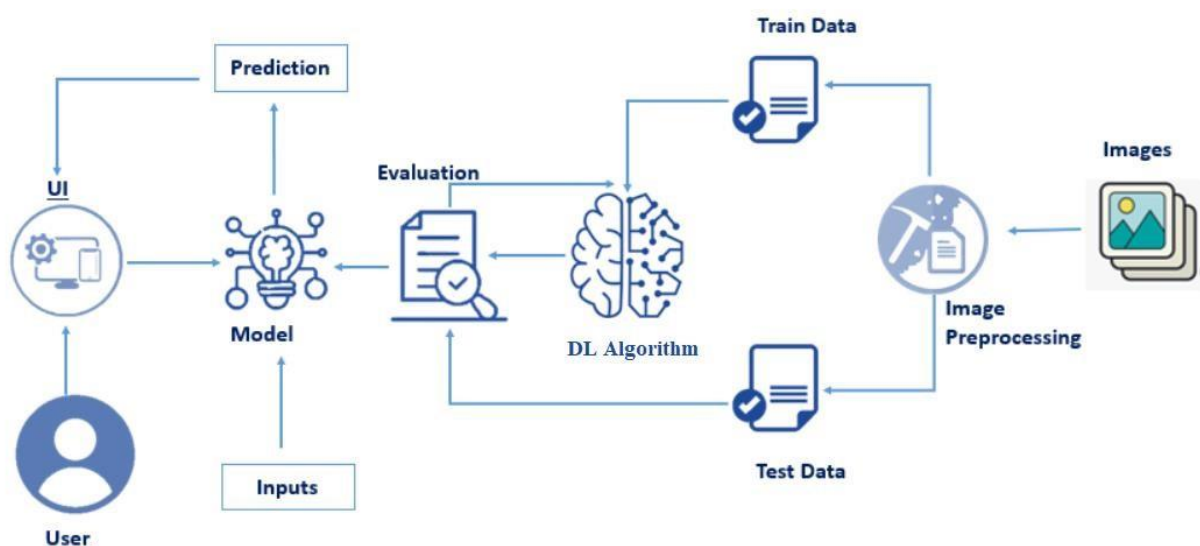 Train Data
Prediction
Images
Evaluation
UI
Image
Preprocessing
Model
DL Algorithm
Test Data
Inputs
User